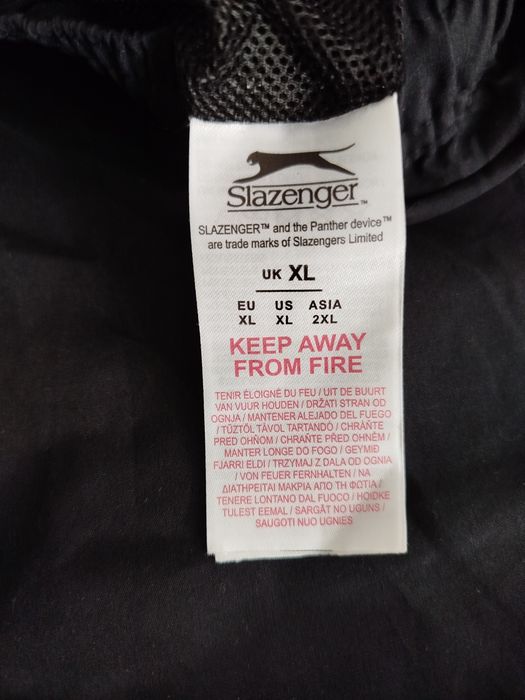 Slazenger™
SLAZENGER™ and the Panther device™
are trade marks of Slazengers Limited
UK XL
EU US ASIA
XL XL 2XL
KEEP AWAY
FROM FIRE
TENIR ÉLOIGNÉ DU FEU / UIT DE BUURT
VAN VUUR HOUDEN / DRŽATI STRAN OD
OGNJA / MANTENER ALEJADO DEL FUEGO
/ TŰZTŐL TÁVOL TARTANDÓ / CHRÁŇTE
PRED OHŇOM / CHRAŇTE PŘED OHNĚM /
MANTER LONGE DO FOGO / GEYMIÐ
FJARRI ELDI / TRZYMAJ Z DALA OD OGNIA
/ VON FEUER FERNHALTEN / NA
ΔΙΑΤΗΡΕΙΤΑΙ ΜΑΚΡΙΑ ΑΠΟ ΤΗ ΦΩΤΙΑ /
TENERE LONTANO DAL FUOCO / HOIDKE
TULEST EEMAL / SARGĀT NO UGUNS /
SAUGOTI NUO UGNIES